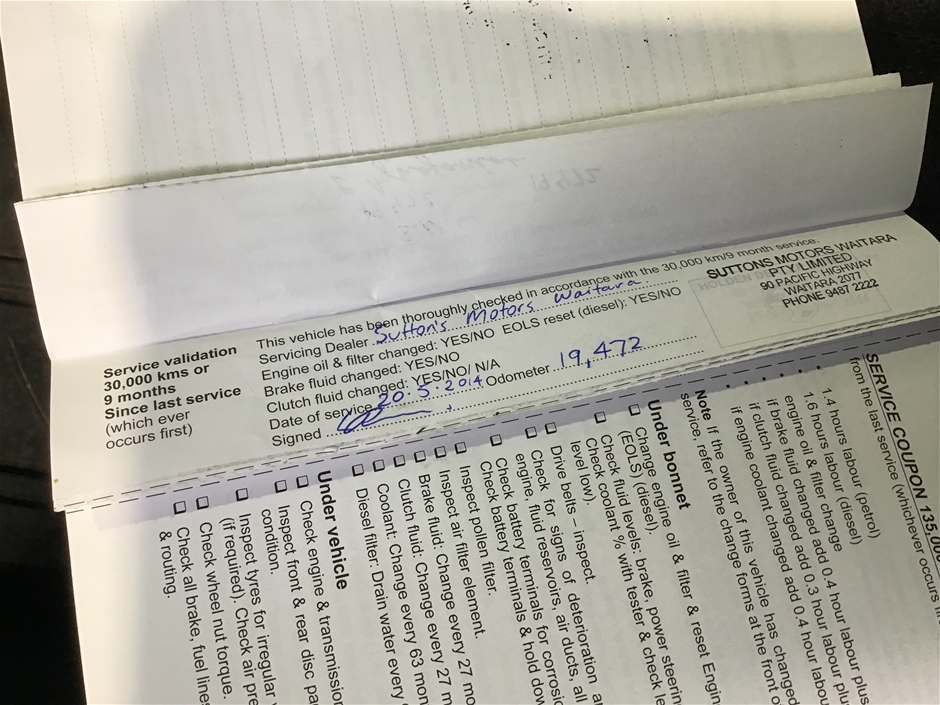 Service validation
30,000 kms or
9 months
Since last service
(which ever
occurs first)
This vehicle has been thoroughly checked in accordance with the 30,000 km/9 month service.
Servicing Dealer Sutton's Motors Waitara
Engine oil & filter changed: YES/NO EOLS reset (diesel): YES/NO
Brake fluid changed: YES/NO
Clutch fluid changed: YES/NO/ N/A
Date of service 20.5.2014 Odometer 19,472
Signed
SUTTONS MOTORS WAITARA
PTY LIMITED
90 PACIFIC HIGHWAY
WAITARA 2077
PHONE 9487 2222
SERVICE COUPON 135,00
from the last service (whichever occurs
1.4 hours labour (petrol)
1.6 hours labour (diesel)
engine oil & filter change
if brake fluid changed add 0.4 hour labour plus
if clutch fluid changed add 0.3 hour labour plus
if engine coolant changed add 0.4 hour labou
Note If the owner of this vehicle has changed
service, refer to the change forms at the front o
Under bonnet
Change engine oil & filter & reset Engin
(EOLS) (diesel).
Check fluid levels: brake, power steerin
Check coolant % with tester & check le
level low).
Drive belts – inspect.
Check for signs of deterioration a
engine, fluid reservoirs, air ducts, all
Check battery terminals for corrosi
Check battery terminals & hold dow
Inspect pollen filter.
Inspect air filter element.
Brake fluid: Change every 27 mo
Clutch fluid: Change every 27 m
Coolant: Change every 63 mon
Diesel filter: Drain water every
Under vehicle
Check engine & transmission
Inspect front & rear disc pa
condition.
Inspect tyres for irregular
(if required). Check air pre
Check wheel nut torque.
Check all brake, fuel lines
& routing.